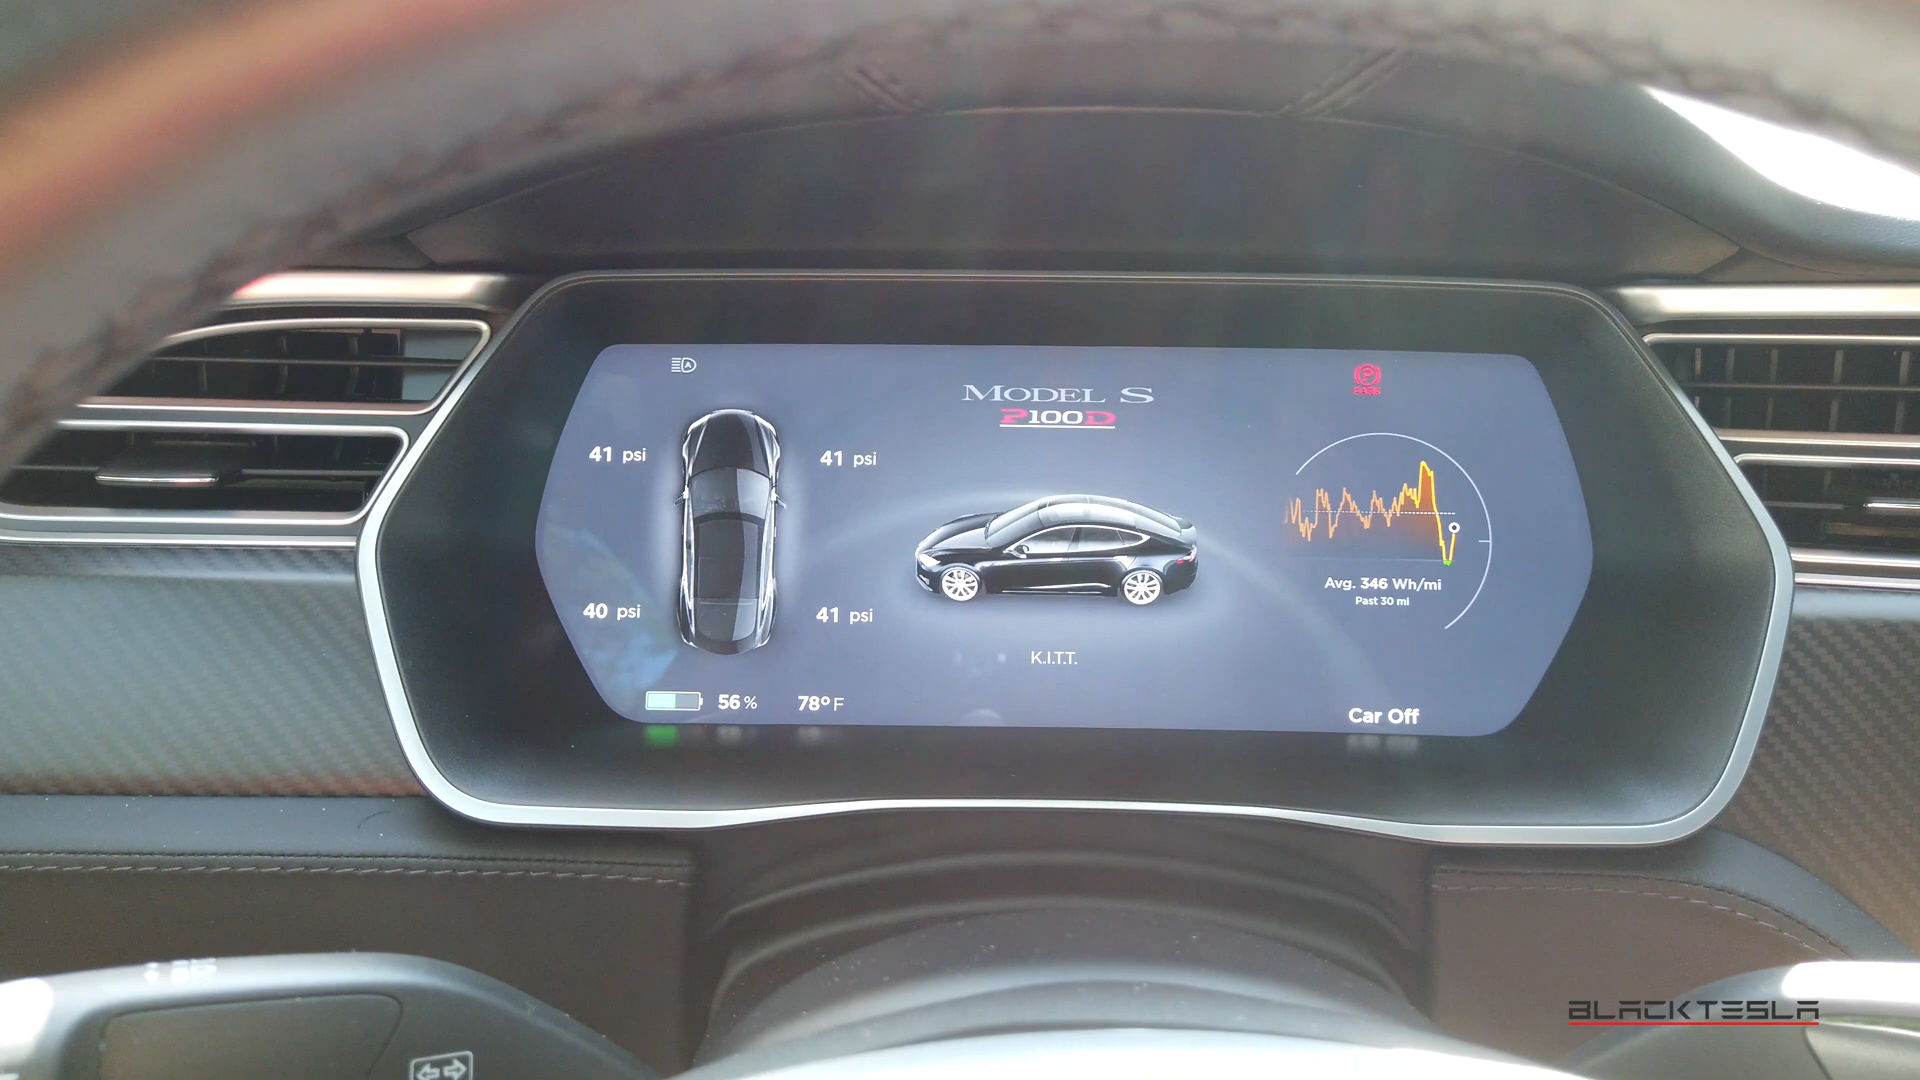 MODEL S
P100D
PARK
41 psi
41 psi
40 psi
41 psi
Avg. 346 Wh/mi
Past 30 mi
K.I.T.T.
56 %
78° F
Car Off
BLACKTESLA